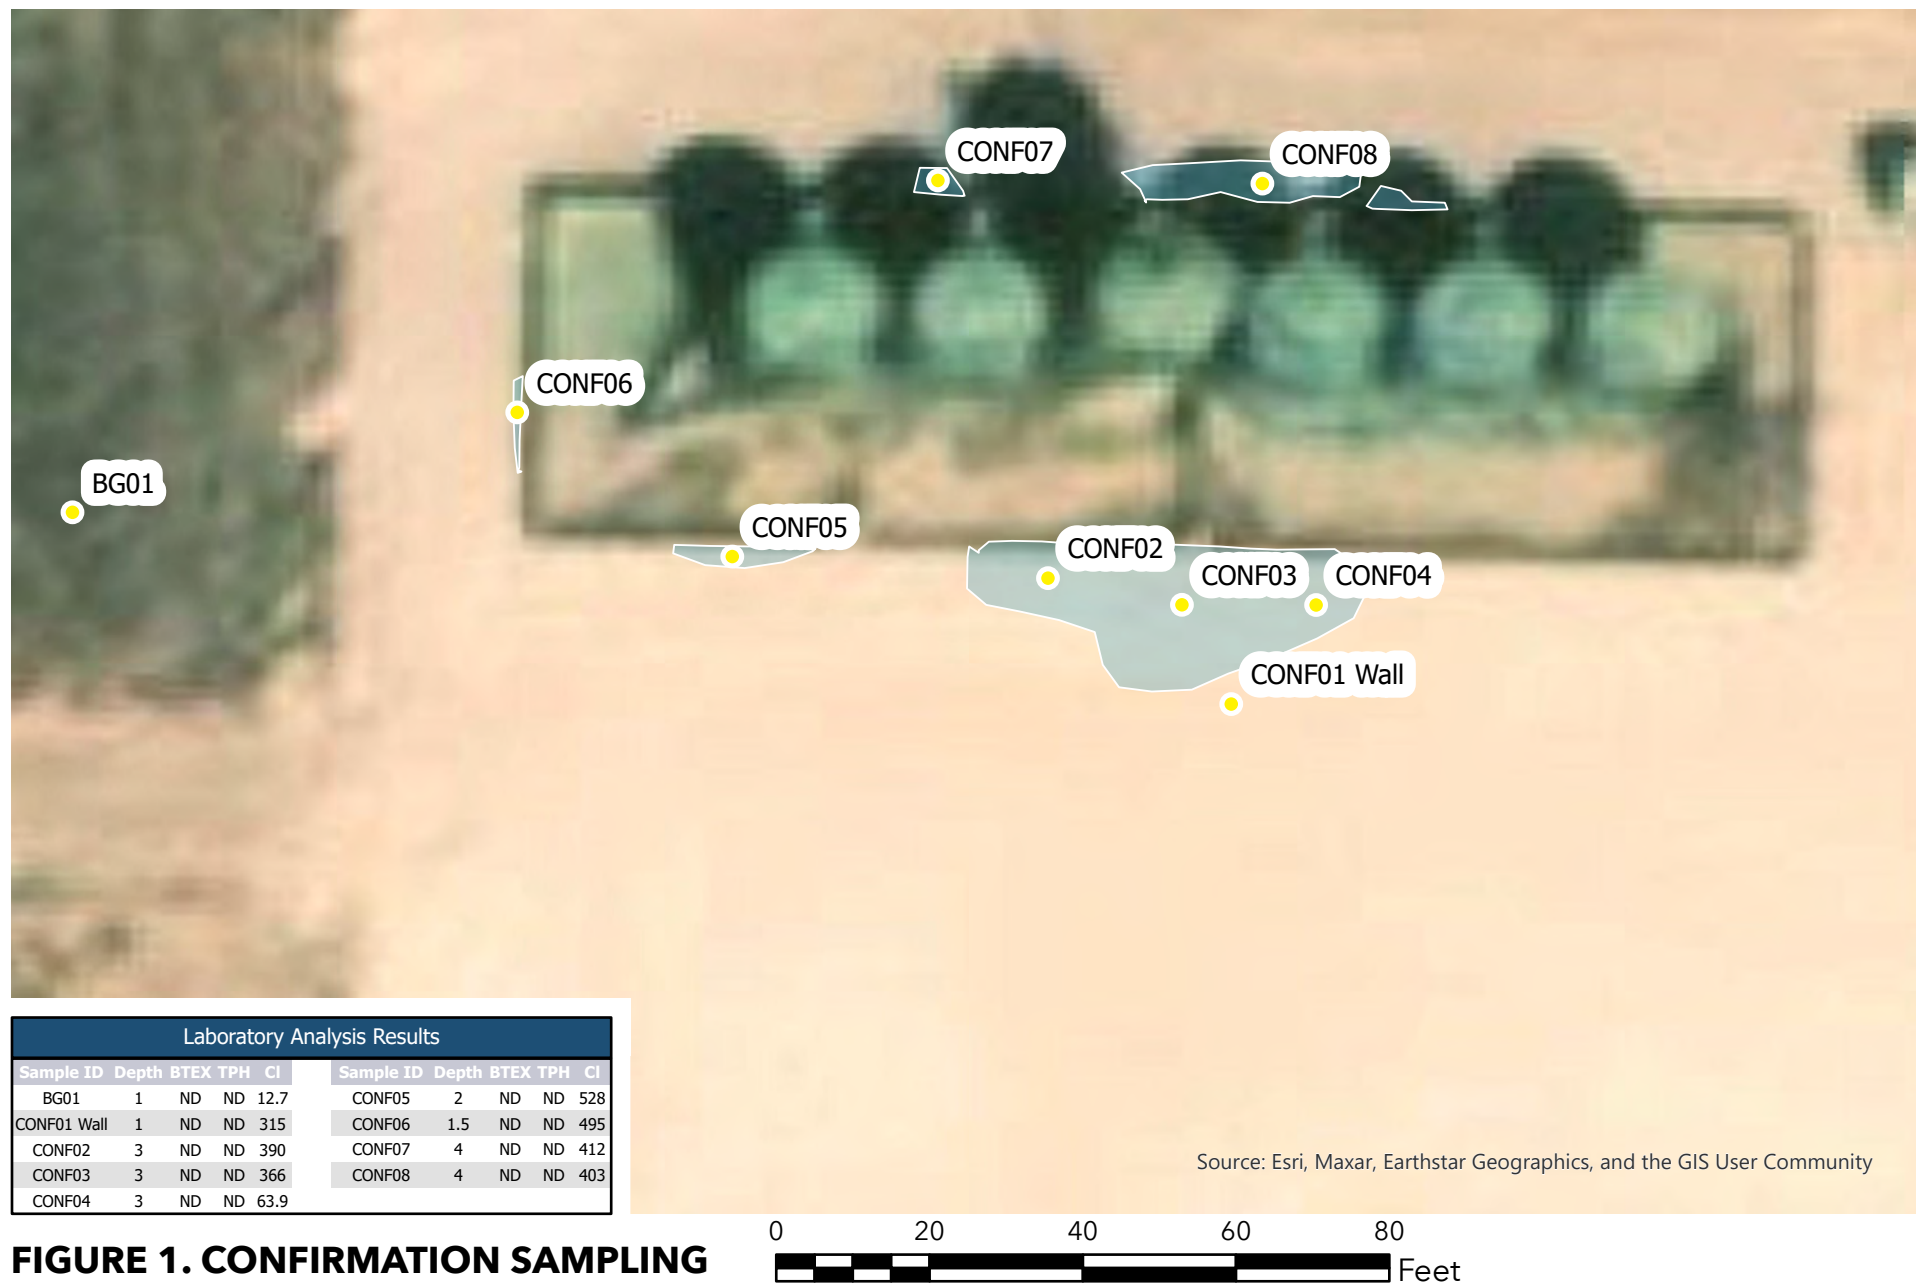 CONF07
CONF08
CONF06
BG01
CONF05
CONF02
CONF03 CONF04
CONF01 Wall
Laboratory Analysis Results
Sample ID Depth BTEX TPH Cl Sample ID Depth BTEX TPH Cl
BG01 1 ND ND 12.7 CONF05 2 ND ND 528
CONF01 Wall 1 ND ND 315 CONF06 1.5 ND ND 495
CONF02 3 ND ND 390 CONF07 4 ND ND 412
CONF03 3 ND ND 366 CONF08 4 ND ND 403
CONF04 3 ND ND 63.9
Source: Esri, Maxar, Earthstar Geographics, and the GIS User Community
0 20 40 60 80
Feet
FIGURE 1. CONFIRMATION SAMPLING